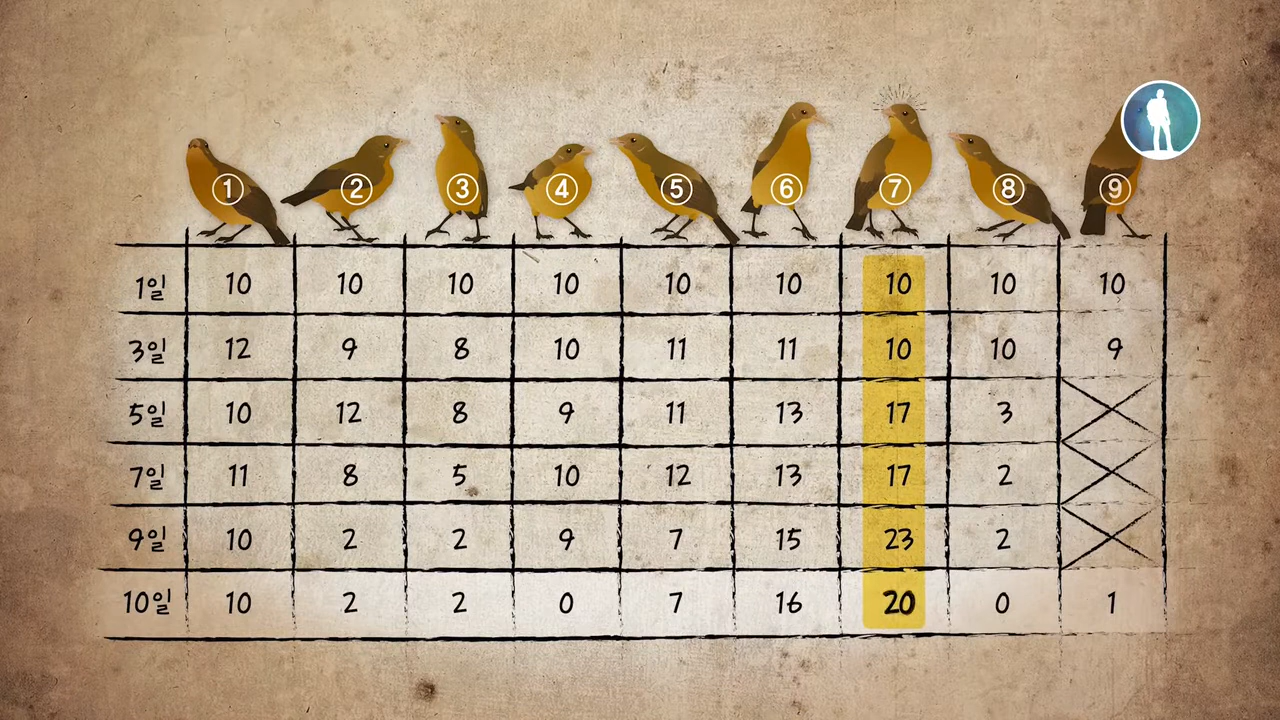 ① ② ③ ④ ⑤ ⑥ ⑦ ⑧ ⑨
1일 10 10 10 10 10 10 10 10 10
3일 12 9 8 10 11 11 10 10 9
5일 10 12 8 9 11 13 17 3
7일 11 8 5 10 12 13 17 2
9일 10 2 2 9 7 15 23 2
10일 10 2 2 0 7 16 20 0 1